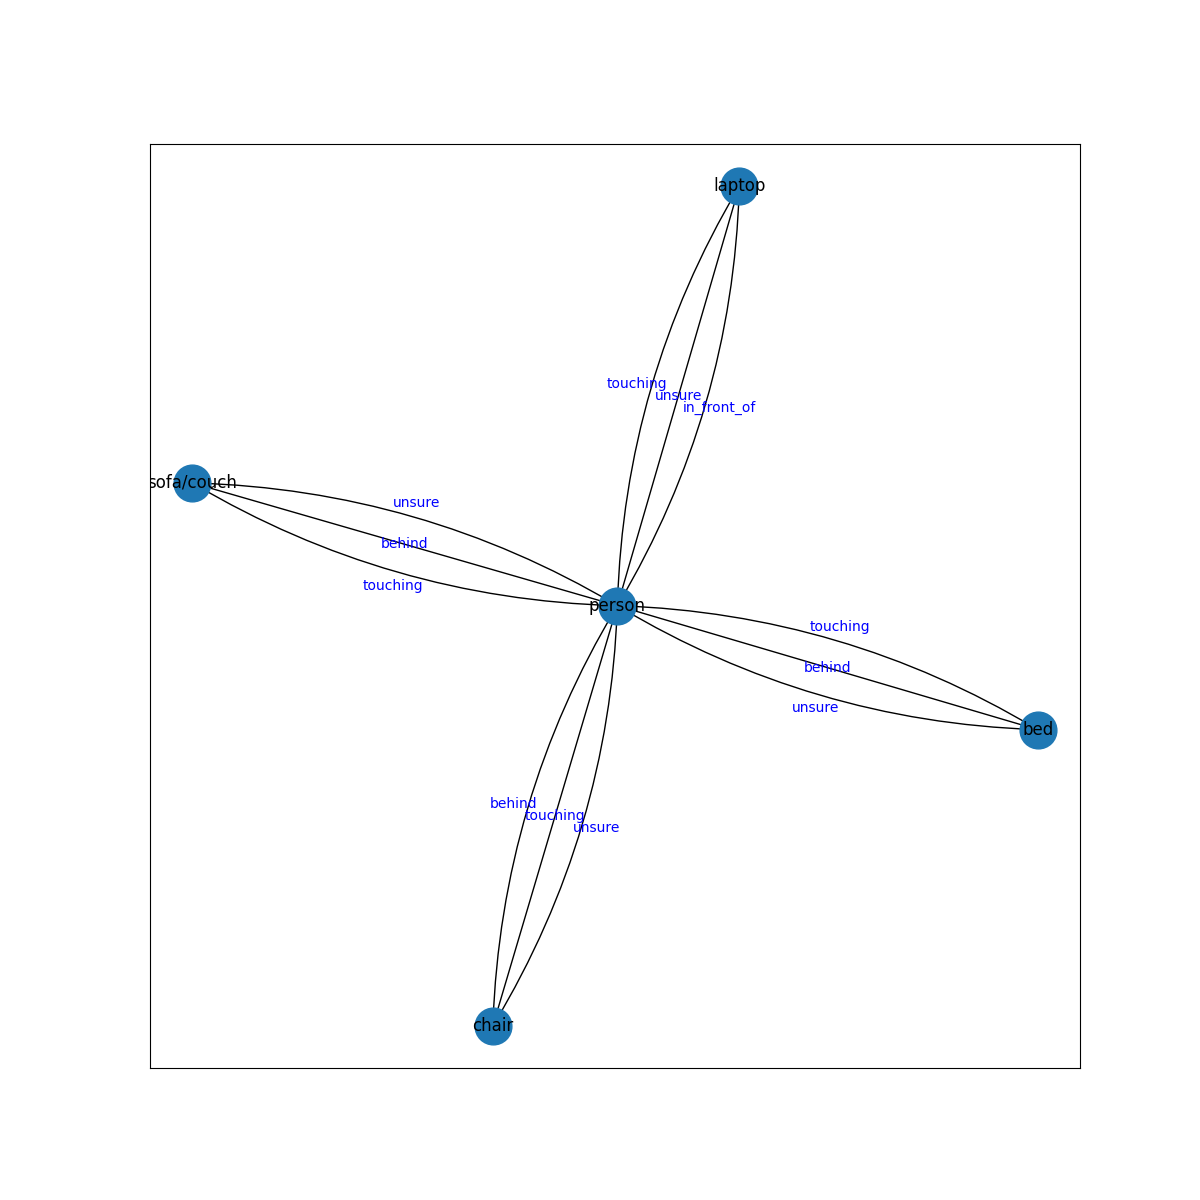 laptop
touching
unsure
in_front_of
sofa/couch
unsure
behind
touching
person
touching
behind
unsure
bed
behind
touching
unsure
chair